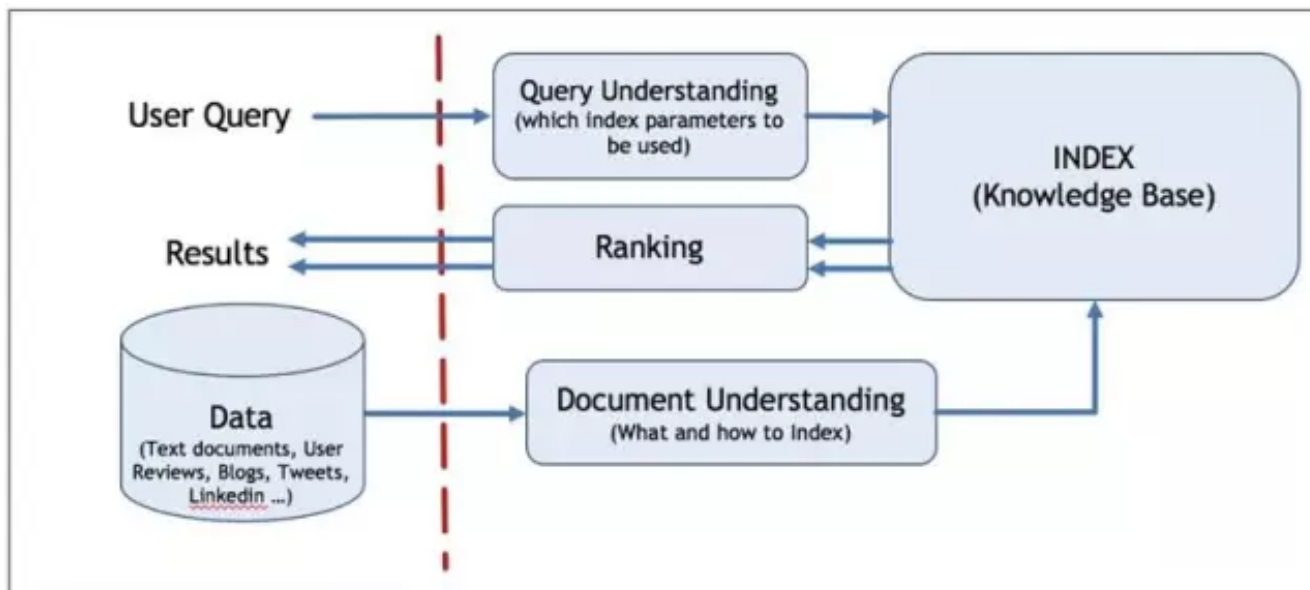 User Query
Query Understanding
(which index parameters to
be used)
INDEX
(Knowledge Base)
Results
Ranking
Data
(Text documents, User
Reviews, Blogs, Tweets,
Linkedin ...)
Document Understanding
(What and how to Index)